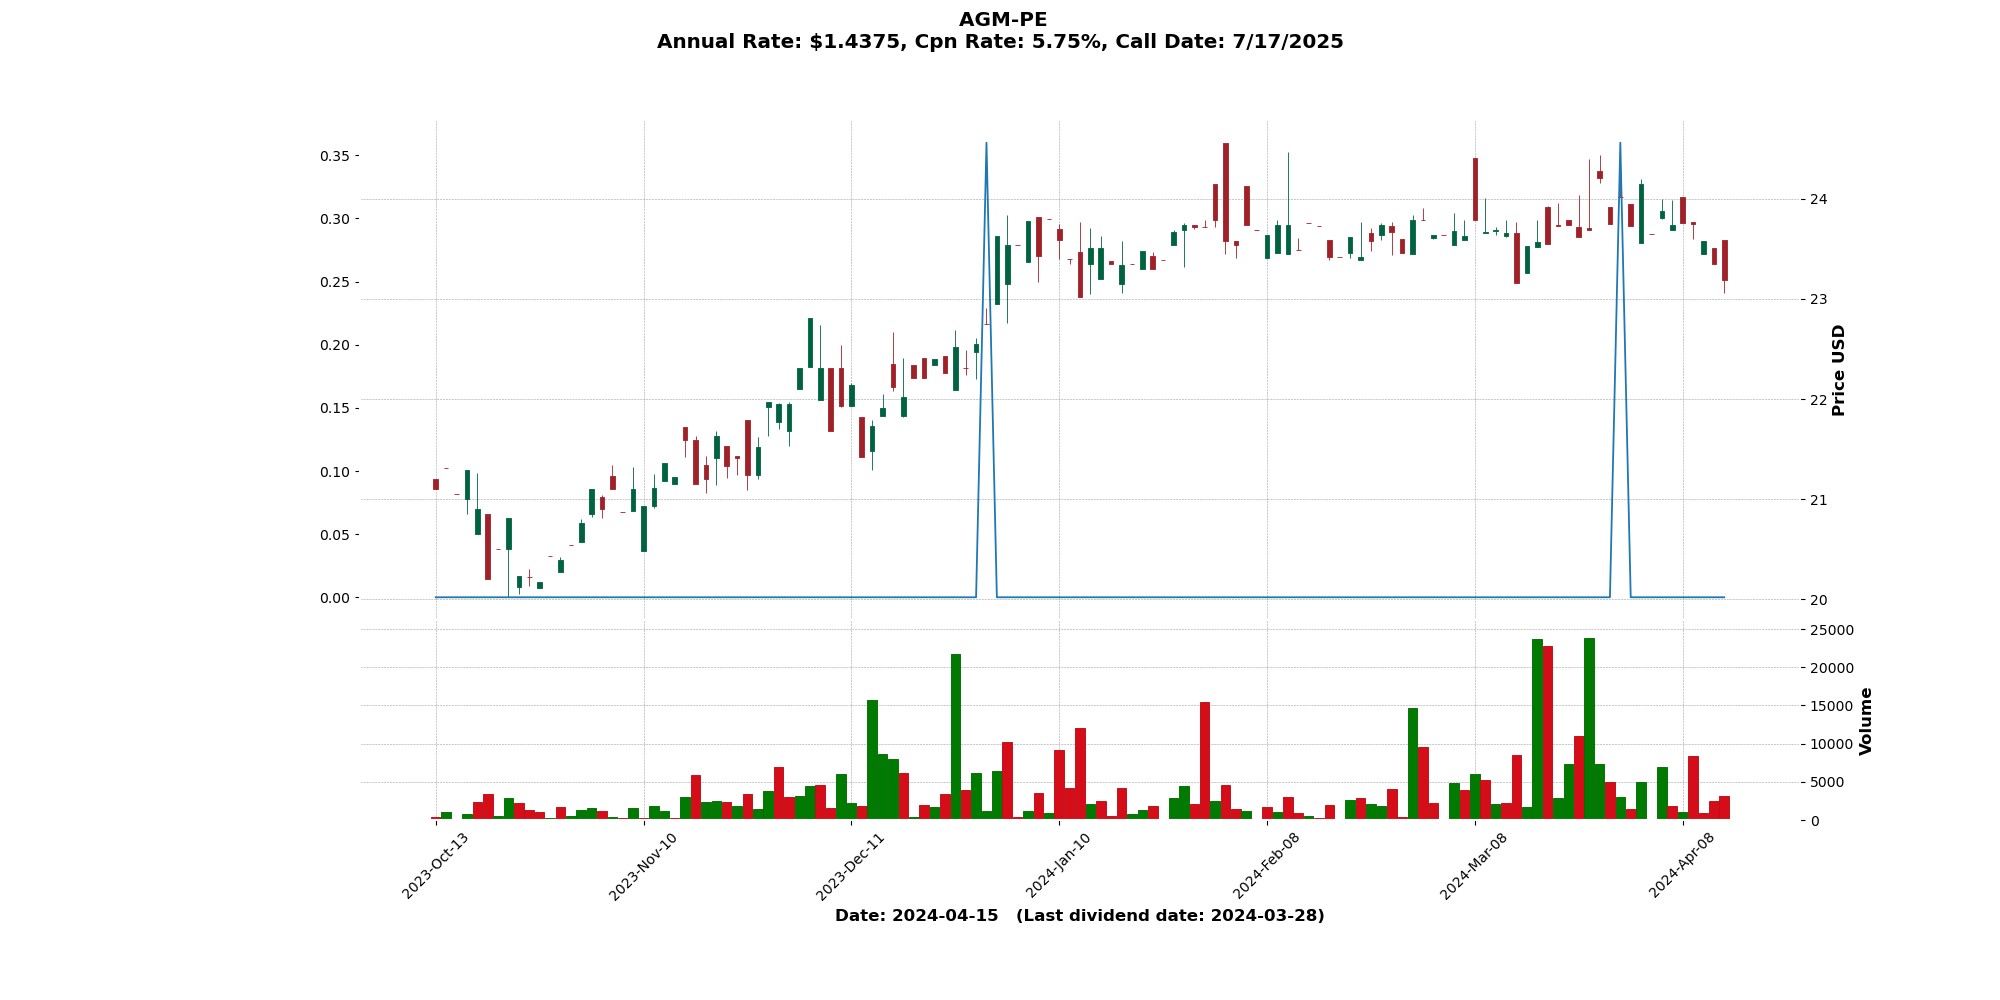 AGM-PE
Annual Rate: $1.4375, Cpn Rate: 5.75%, Call Date: 7/17/2025
0.35
0.30
0.25
0.20
0.15
0.10
0.05
0.00
24
23
22
21
20
Price USD
25000
20000
15000
10000
5000
0
Volume
2023-Oct-13
2023-Nov-10
2023-Dec-11
2024-Jan-10
2024-Feb-08
2024-Mar-08
2024-Apr-08
Date: 2024-04-15 (Last dividend date: 2024-03-28)